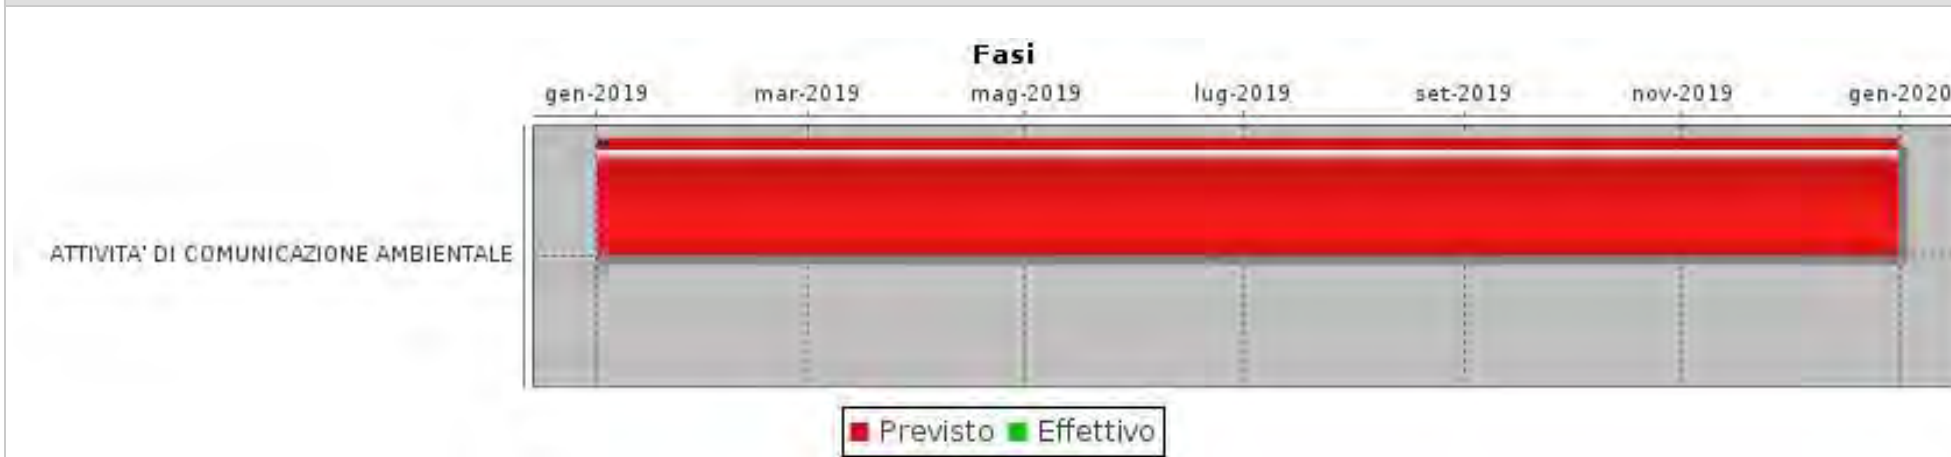 Fasi
gen-2019 mar-2019 mag-2019 lug-2019 set-2019 nov-2019 gen-2020
ATTIVITA' DI COMUNICAZIONE AMBIENTALE
Previsto Effettivo